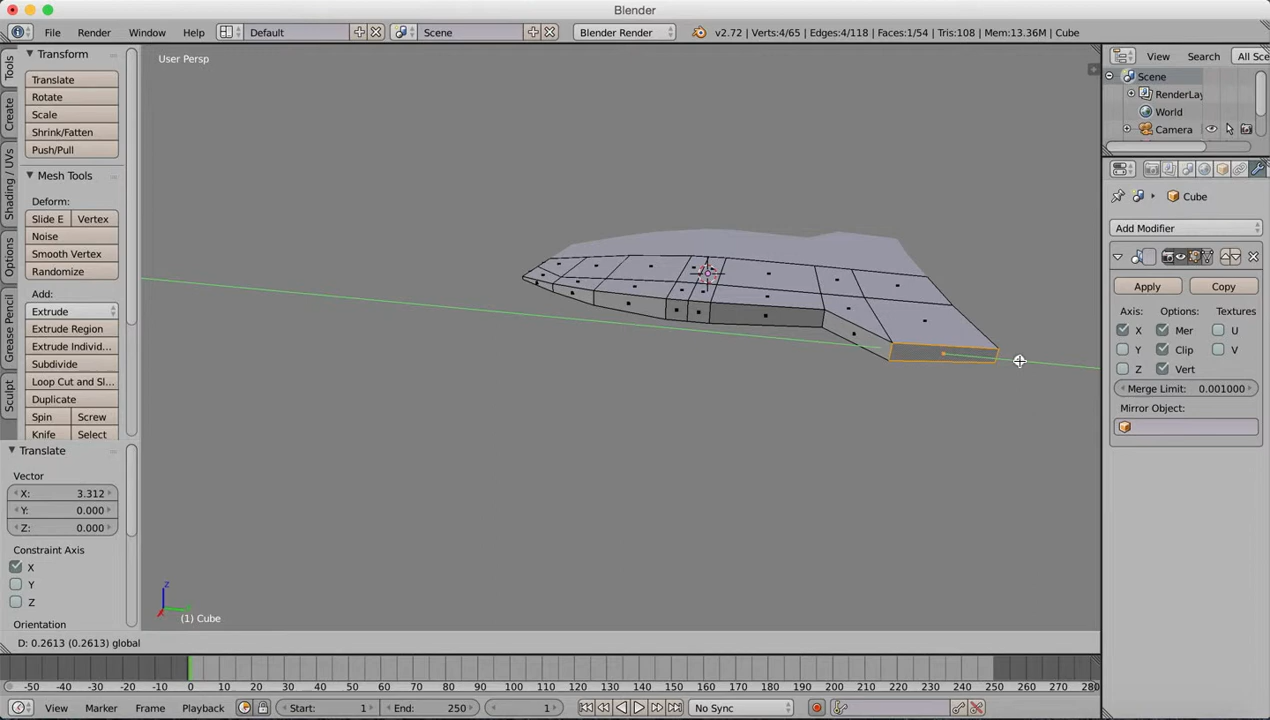 Blender
File Render Window Help Default Scene Blender Render v2.72 | Verts:4/65 | Edges:4/118 | Faces:1/54 | Tris:108 | Mem:13.36M | Cube
Tools
Create
Shading / UVs
Options
Grease Pencil
Sculpt
Transform
Translate
Rotate
Scale
Shrink/Fatten
Push/Pull
Mesh Tools
Deform:
Slide E Vertex
Noise
Smooth Vertex
Randomize
Add:
Extrude
Extrude Region
Extrude Individ...
Subdivide
Loop Cut and Sl...
Duplicate
Spin Screw
Knife Select
Translate
Vector
X: 3.312
Y: 0.000
Z: 0.000
Constraint Axis
X
Y
Z
Orientation
User Persp
z
(1) Cube
View Search All Sce
Scene
RenderLay
World
Camera
Cube
Add Modifier
Apply Copy
Axis: Options: Textures
X Mer U
Y Clip V
Z Vert
Merge Limit: 0.001000
Mirror Object:
D: 0.2613 (0.2613) global
-50 -40 -30 -20 -10 0 10 20 30 40 50 60 70 80 90 100 110 120 130 140 150 160 170 180 190 200 210 220 230 240 250 260 270 280
View Marker Frame Playback Start: 1 End: 250 1 No Sync